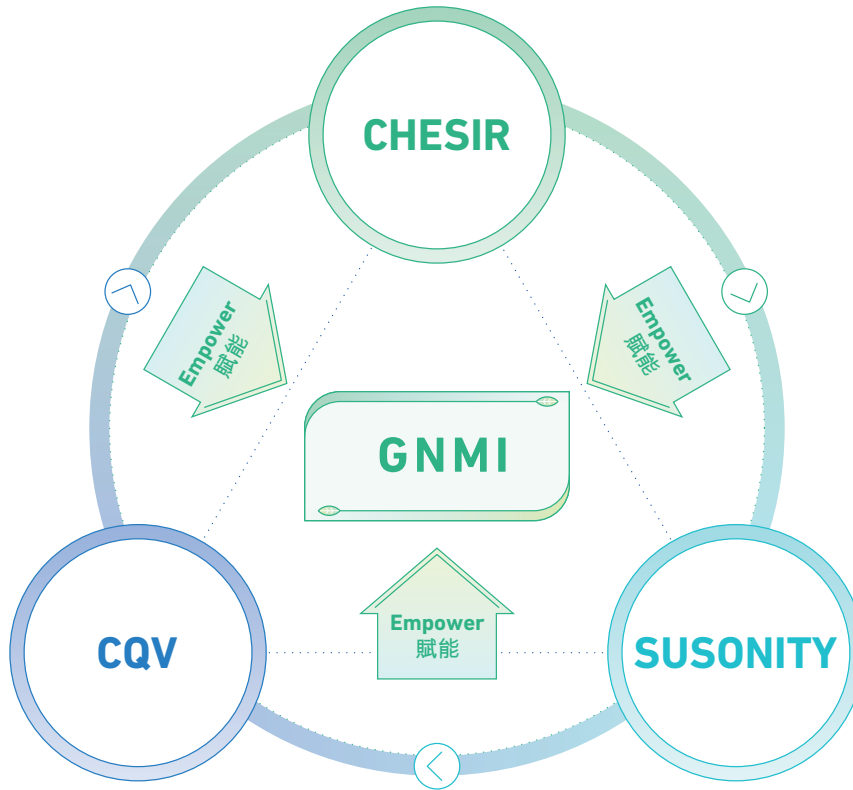 CHESIR
Empower
賦能
Empower
賦能
GNMI
Empower
賦能
CQV
SUSONITY